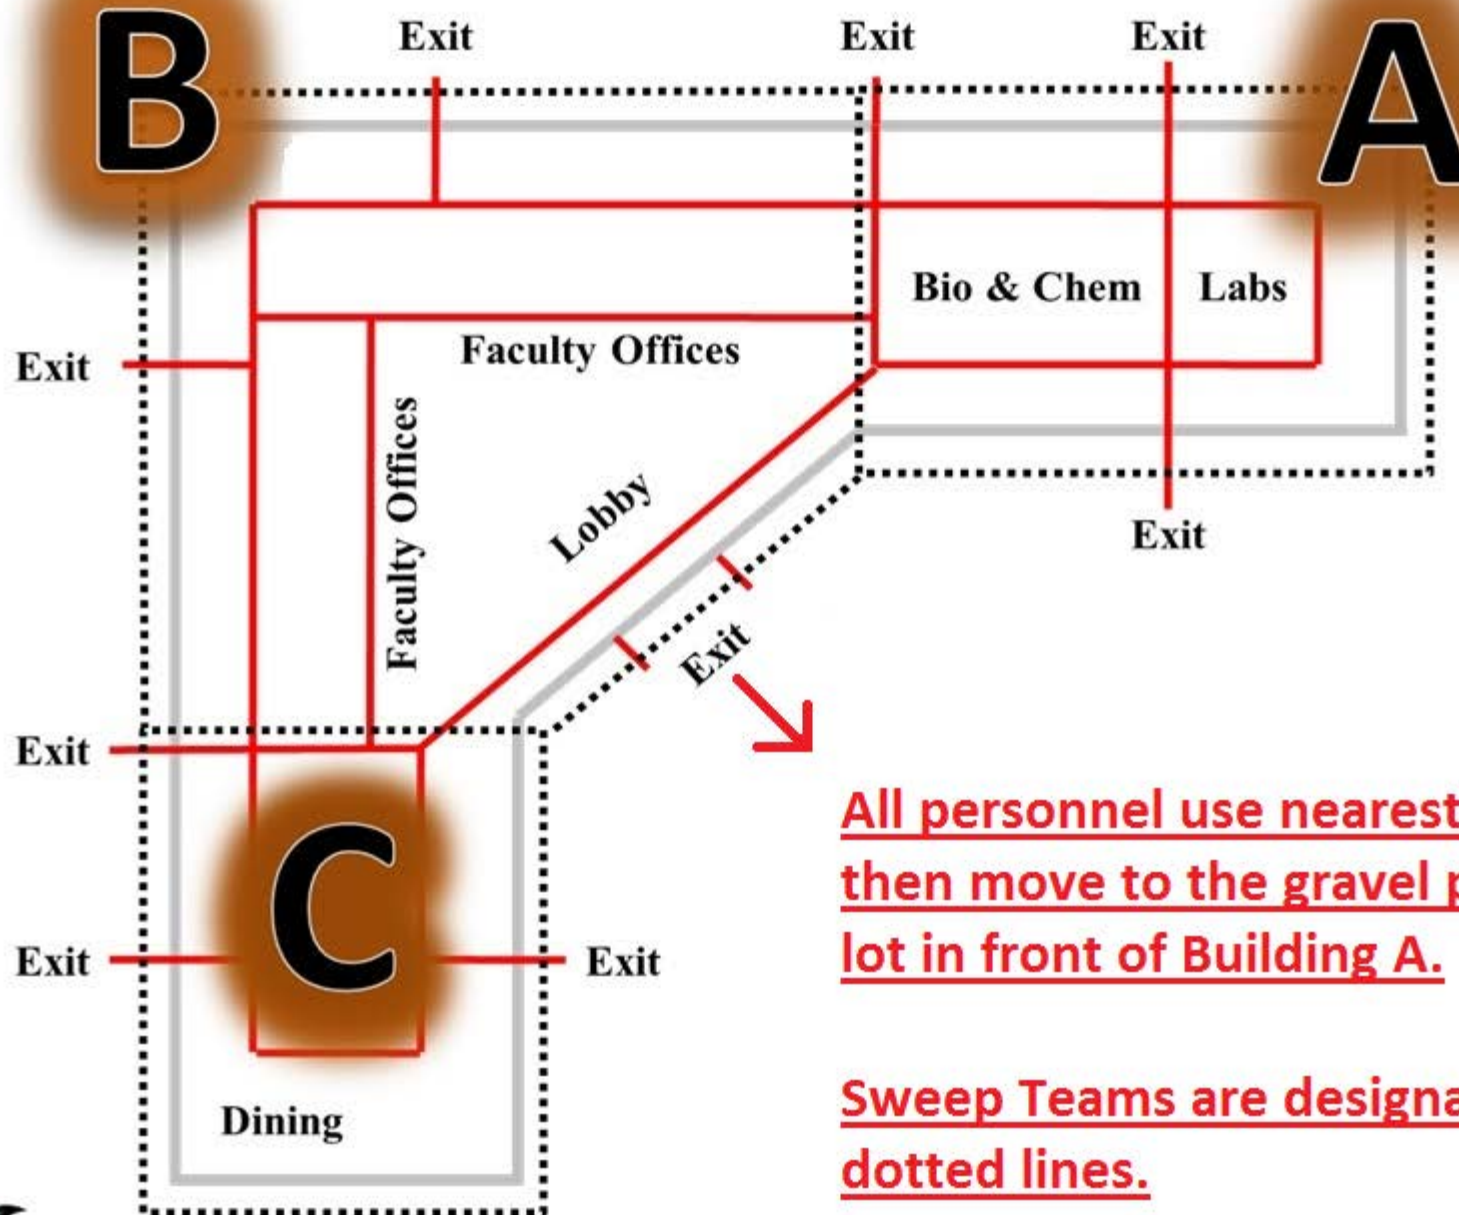 B
Exit
Exit
Exit
A
Bio & Chem
Labs
Faculty Offices
Exit
Faculty Offices
Lobby
Exit
Exit
Exit
C
Exit
Exit
Dining
All personnel use nearest
then move to the gravel
lot in front of Building A.
Sweep Teams are
dotted lines.